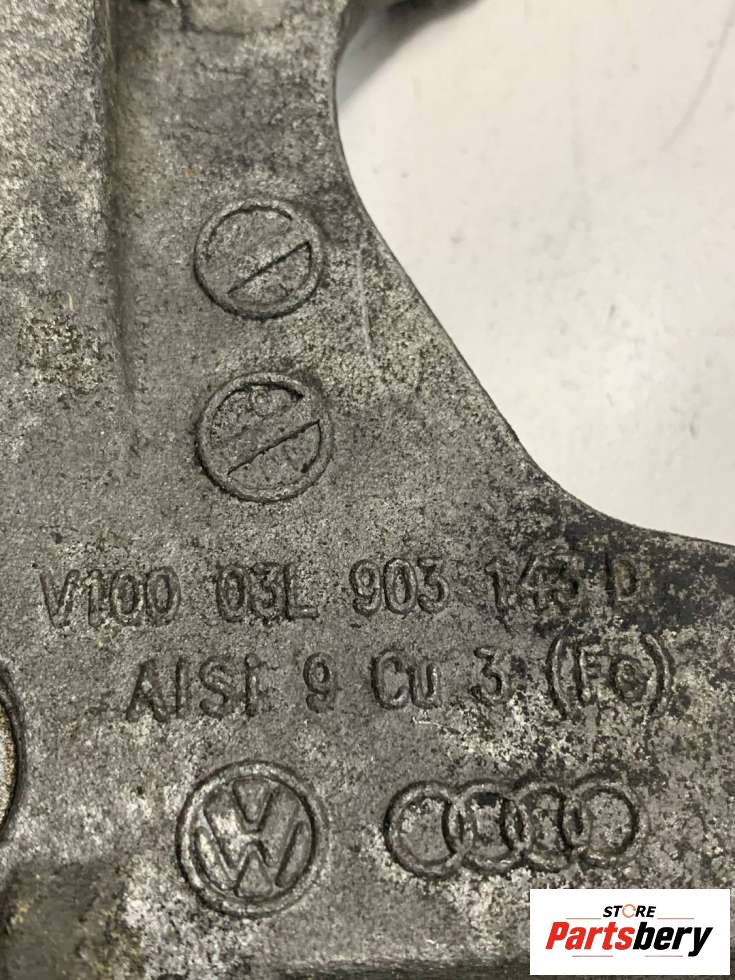 V100 03L 903 143 D
AlSi 9 Cu 3 (Fe)
VW
STORE
Partsbery